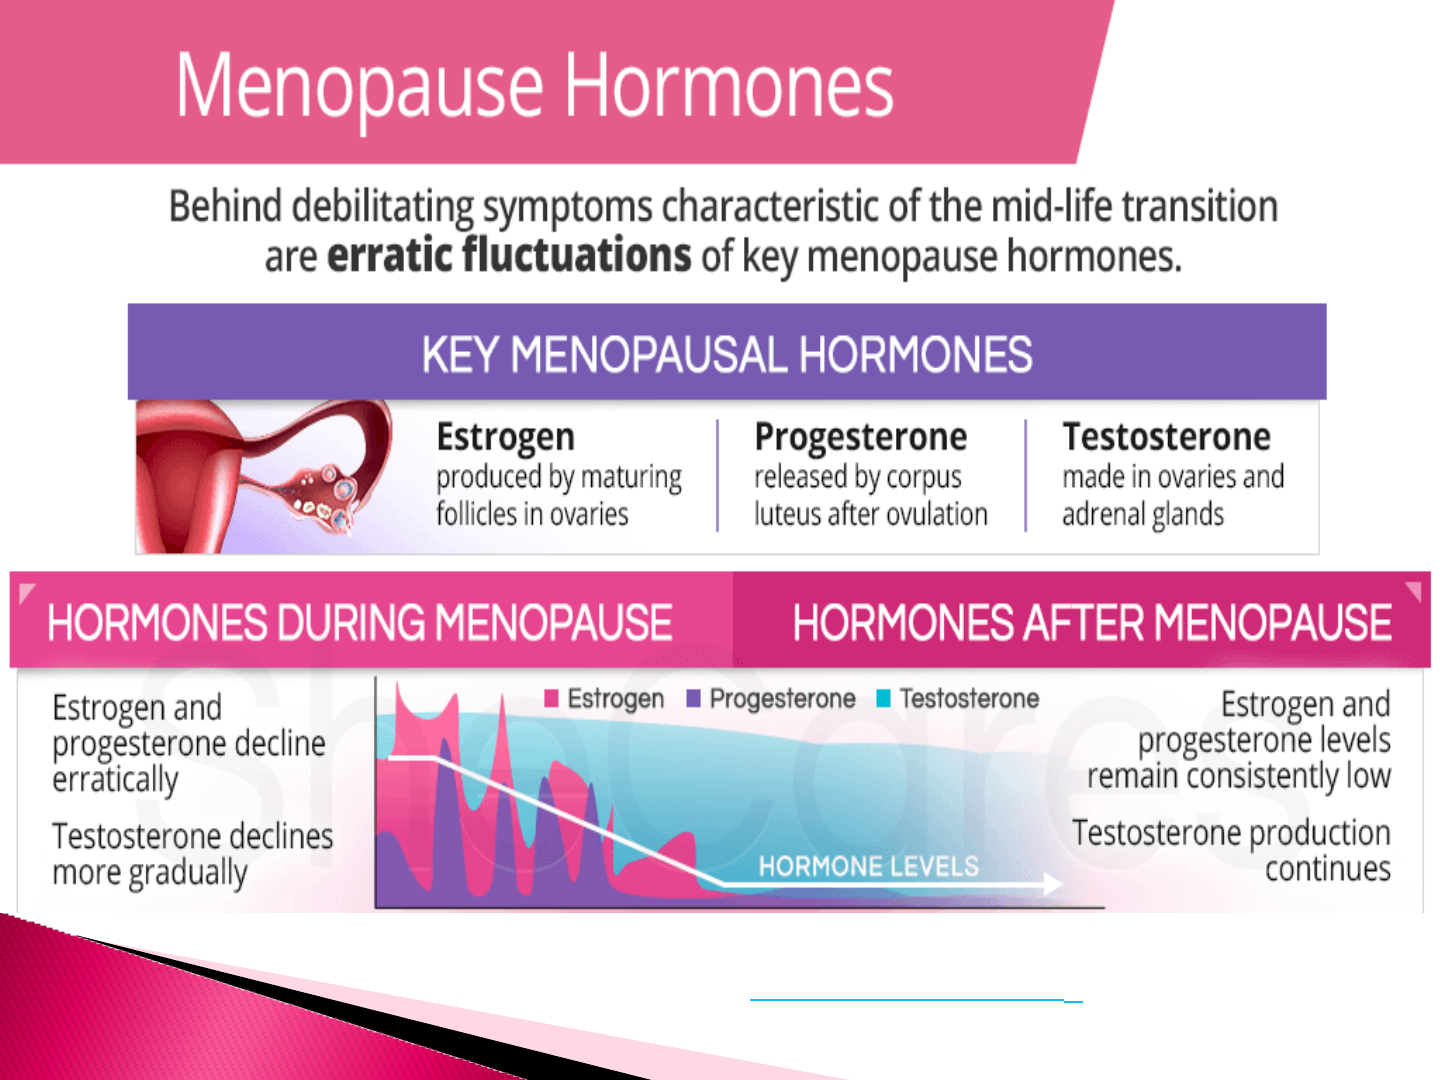 Menopause Hormones
Behind debilitating symptoms characteristic of the mid-life transition
are erratic fluctuations of key menopause hormones.
KEY MENOPAUSAL HORMONES
Estrogen
produced by maturing
follicles in ovaries
Progesterone
released by corpus
luteus after ovulation
Testosterone
made in ovaries and
adrenal glands
HORMONES DURING MENOPAUSE
Estrogen and
progesterone decline
erratically
Testosterone declines
more gradually
Estrogen
Progesterone
Testosterone
HORMONE LEVELS
HORMONES AFTER MENOPAUSE
Estrogen and
progesterone levels
remain consistently low
Testosterone production
continues
SheCares